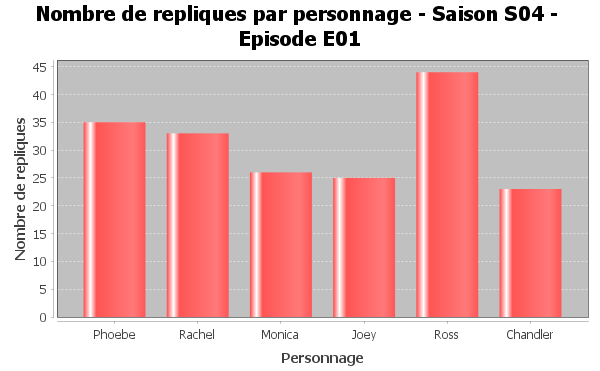 Nombre de repliques par personnage - Saison S04 -
Episode E01
Nombre de repliques
45
40
35
30
25
20
15
10
5
0
Phoebe
Rachel
Monica
Joey
Ross
Chandler
Personnage